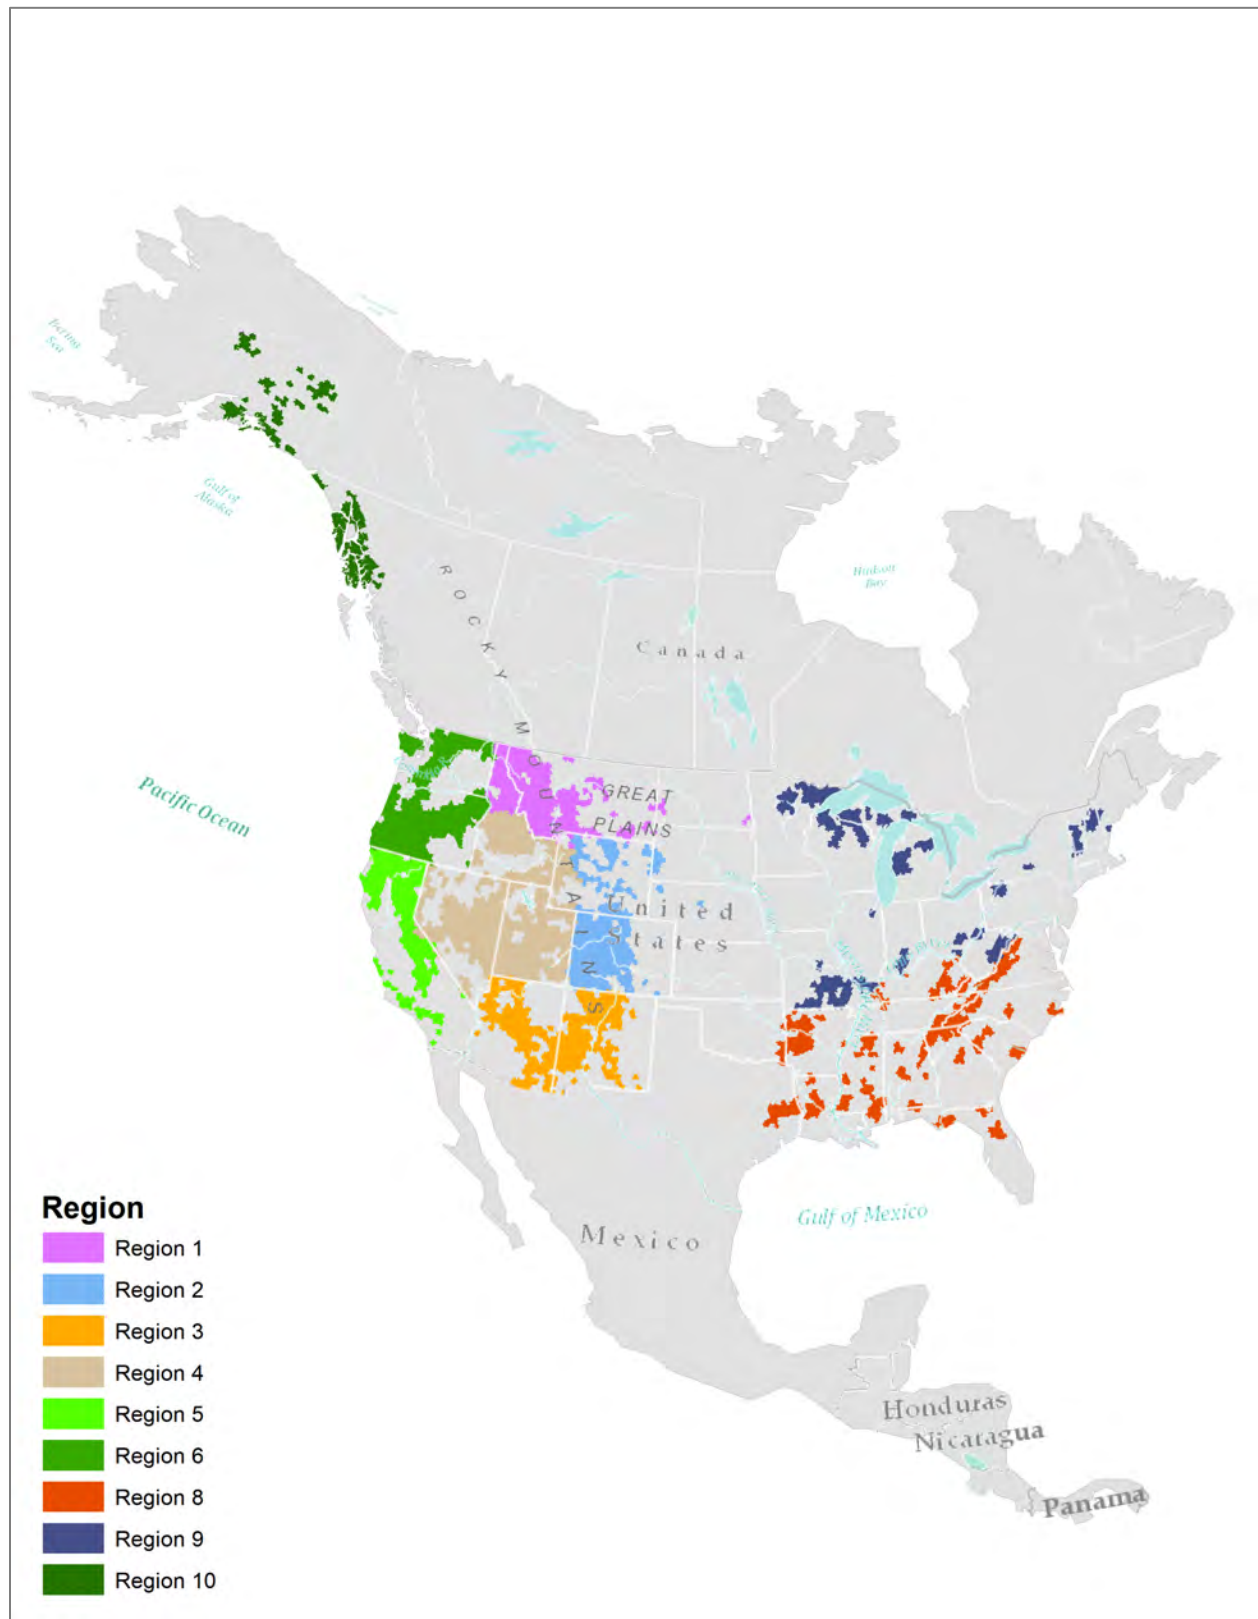 Bering
Sea
Gulf of
Alaska
Hudson
Bay
ROCKY MOUNTAINS
Canada
Pacific Ocean
GREAT
PLAINS
United
States
Gulf of Mexico
Mexico
Honduras
Nicaragua
Panama
Region
Region 1
Region 2
Region 3
Region 4
Region 5
Region 6
Region 8
Region 9
Region 10